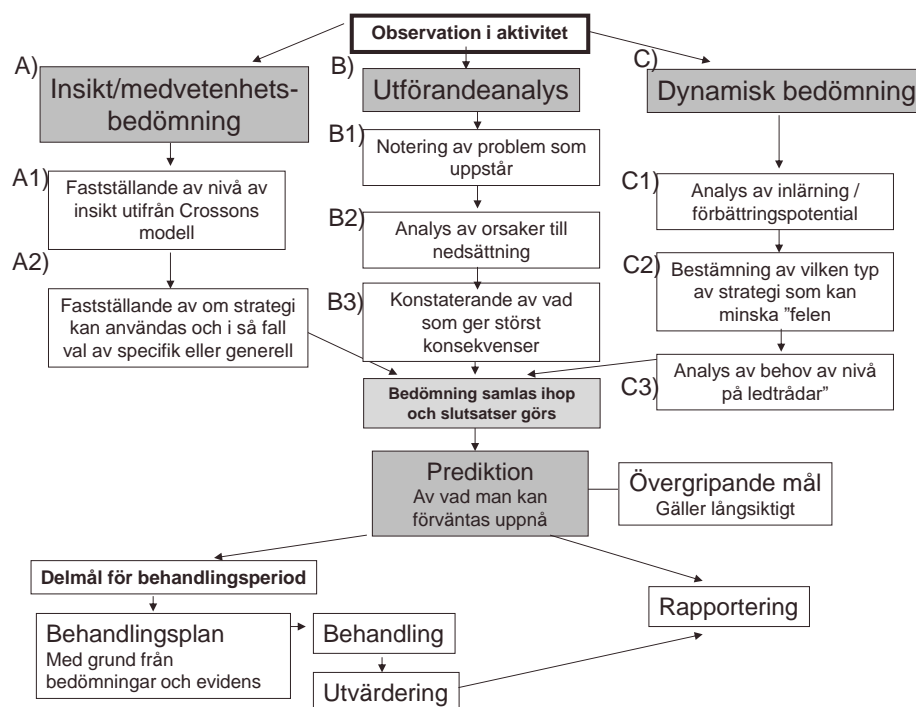 Observation i aktivitet
A)
Insikt/medvetenhets-
bedömning
A1)
Fastställande av nivå av
insikt utifrån Crossons
modell
A2)
Fastställande av om strategi
kan användas och i så fall
val av specifik eller generell
B)
Utförandeanalys
B1)
Notering av problem som
uppstår
B2)
Analys av orsaker till
nedsättning
B3)
Konstaterande av vad
som ger störst
konsekvenser
C)
Dynamisk bedömning
C1)
Analys av inlärning /
förbättringspotential
C2)
Bestämning av vilken typ
av strategi som kan
minska "felen
C3)
Analys av behov av nivå
på ledtrådar"
Bedömning samlas ihop
och slutsatser görs
Prediktion
Av vad man kan
förväntas uppnå
Övergripande mål
Gäller långsiktigt
Delmål för behandlingsperiod
Behandlingsplan
Med grund från
bedömningar och evidens
Behandling
Utvärdering
Rapportering